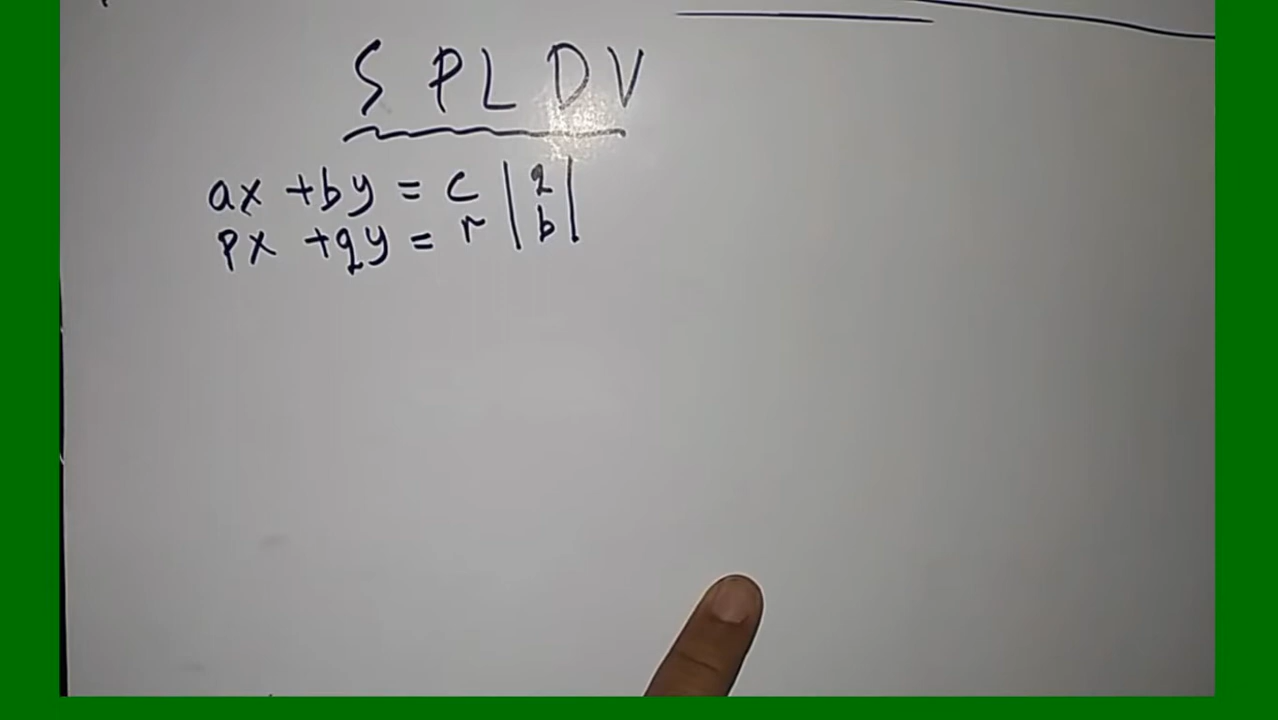 SPLDV
ax + by = c | q |
px + qy = r | b |